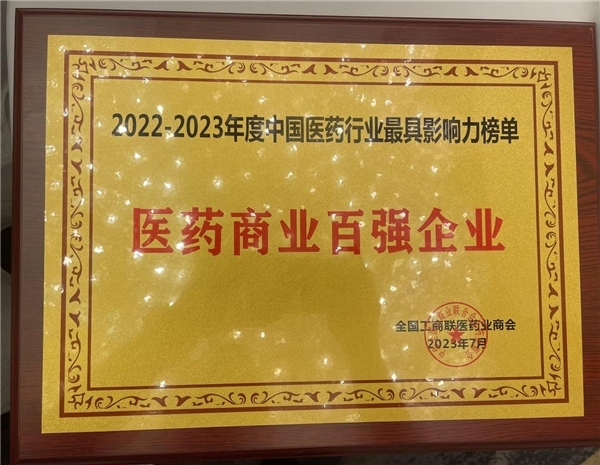 2022-2023年度中国医药行业最具影响力榜单
医药商业百强企业
全国工商联医药业商会
2023年7月